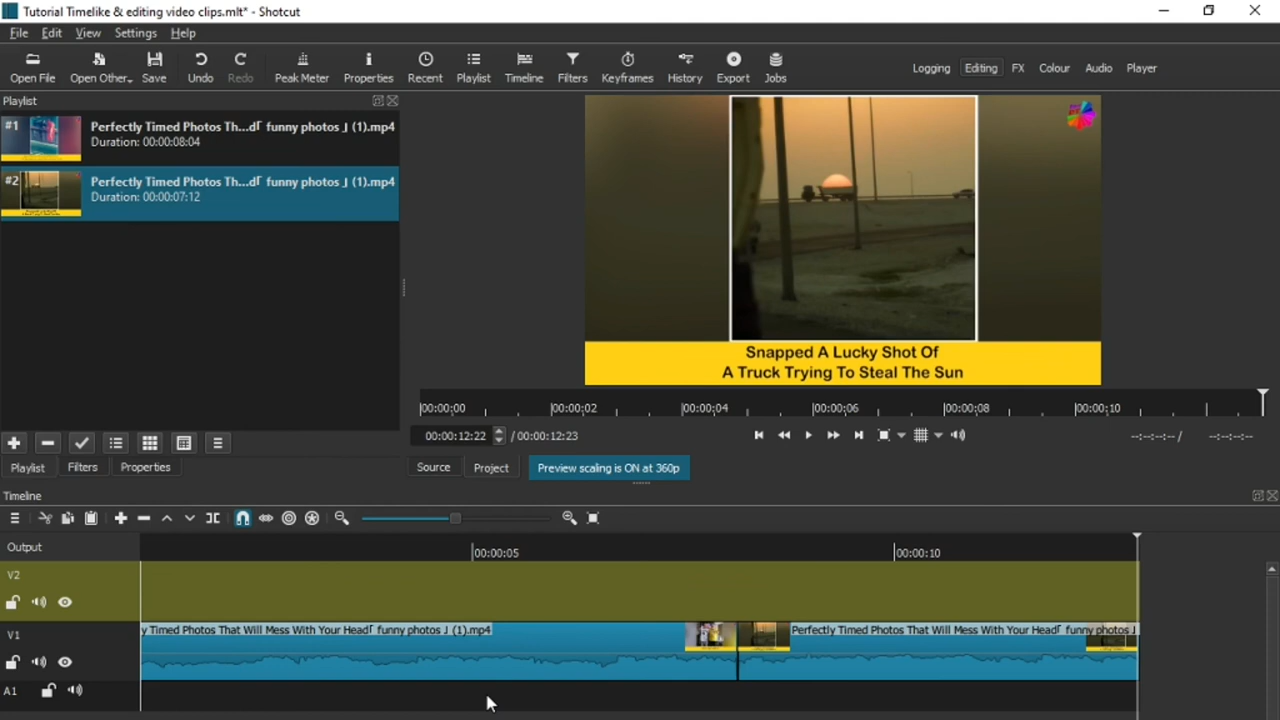 Tutorial Timelike & editing video clips.mlt* - Shotcut
File Edit View Settings Help
Open File Open Other... Save Undo Redo Peak Meter Properties Recent Playlist Timeline Filters Keyframes History Export Jobs
Logging Editing FX Colour Audio Player
Playlist
#1 Perfectly Timed Photos Th...d┌ funny photos ┘ (1).mp4
Duration: 00:00:08:04
#2 Perfectly Timed Photos Th...d┌ funny photos ┘ (1).mp4
Duration: 00:00:07:12
Snapped A Lucky Shot Of
A Truck Trying To Steal The Sun
00:00;00 00:00;02 00:00;04 00:00;06 00:00;08 00:00;10
00:00:12:22 / 00:00:12:23 --:--:--:-- / --:--:--:--
Playlist Filters Properties Source Project Preview scaling is ON at 360p
Timeline
Output
00:00:05 00:00:10
V2
V1
y Timed Photos That Will Mess With Your Head┌ funny photos ┘ (1).mp4
Perfectly Timed Photos That Will Mess With Your Head┌ funny photos ┘
A1